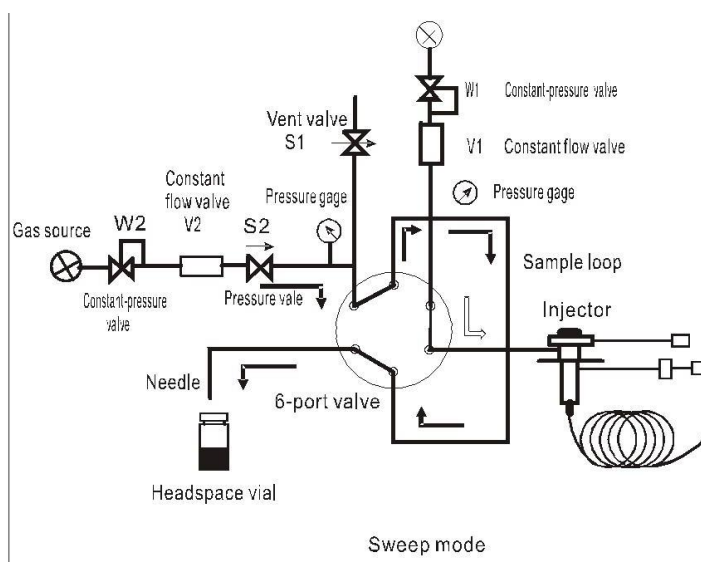 W1 Constant-pressure valve
Vent valve
S1
V1 Constant flow valve
Constant
flow valve
V2
Pressure gage
Pressure gage
W2
S2
Gas source
Sample loop
Constant-pressure
valve
Pressure vale
Injector
Needle
6-port valve
Headspace vial
Sweep mode